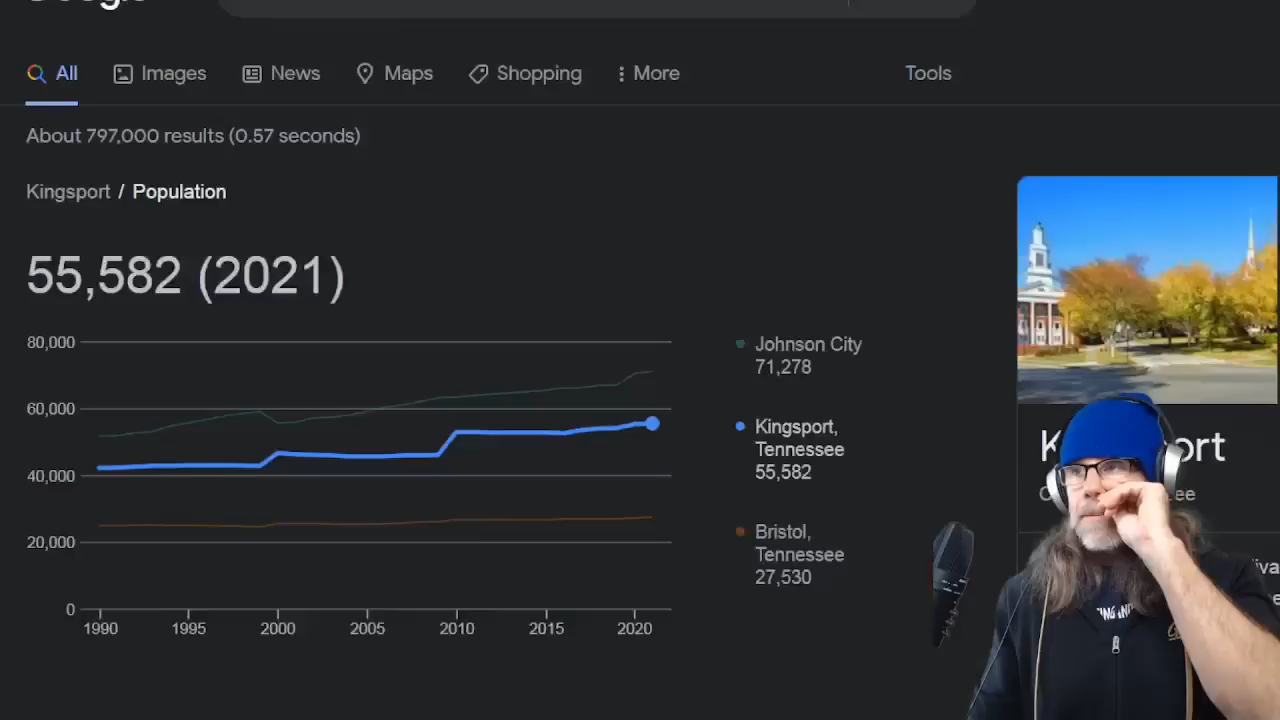 All
Images
News
Maps
Shopping
More
Tools
About 797,000 results (0.57 seconds)
Kingsport / Population
55,582 (2021)
80,000
60,000
40,000
20,000
0
1990
1995
2000
2005
2010
2015
2020
Johnson City
71,278
Kingsport,
Tennessee
55,582
Bristol,
Tennessee
27,530